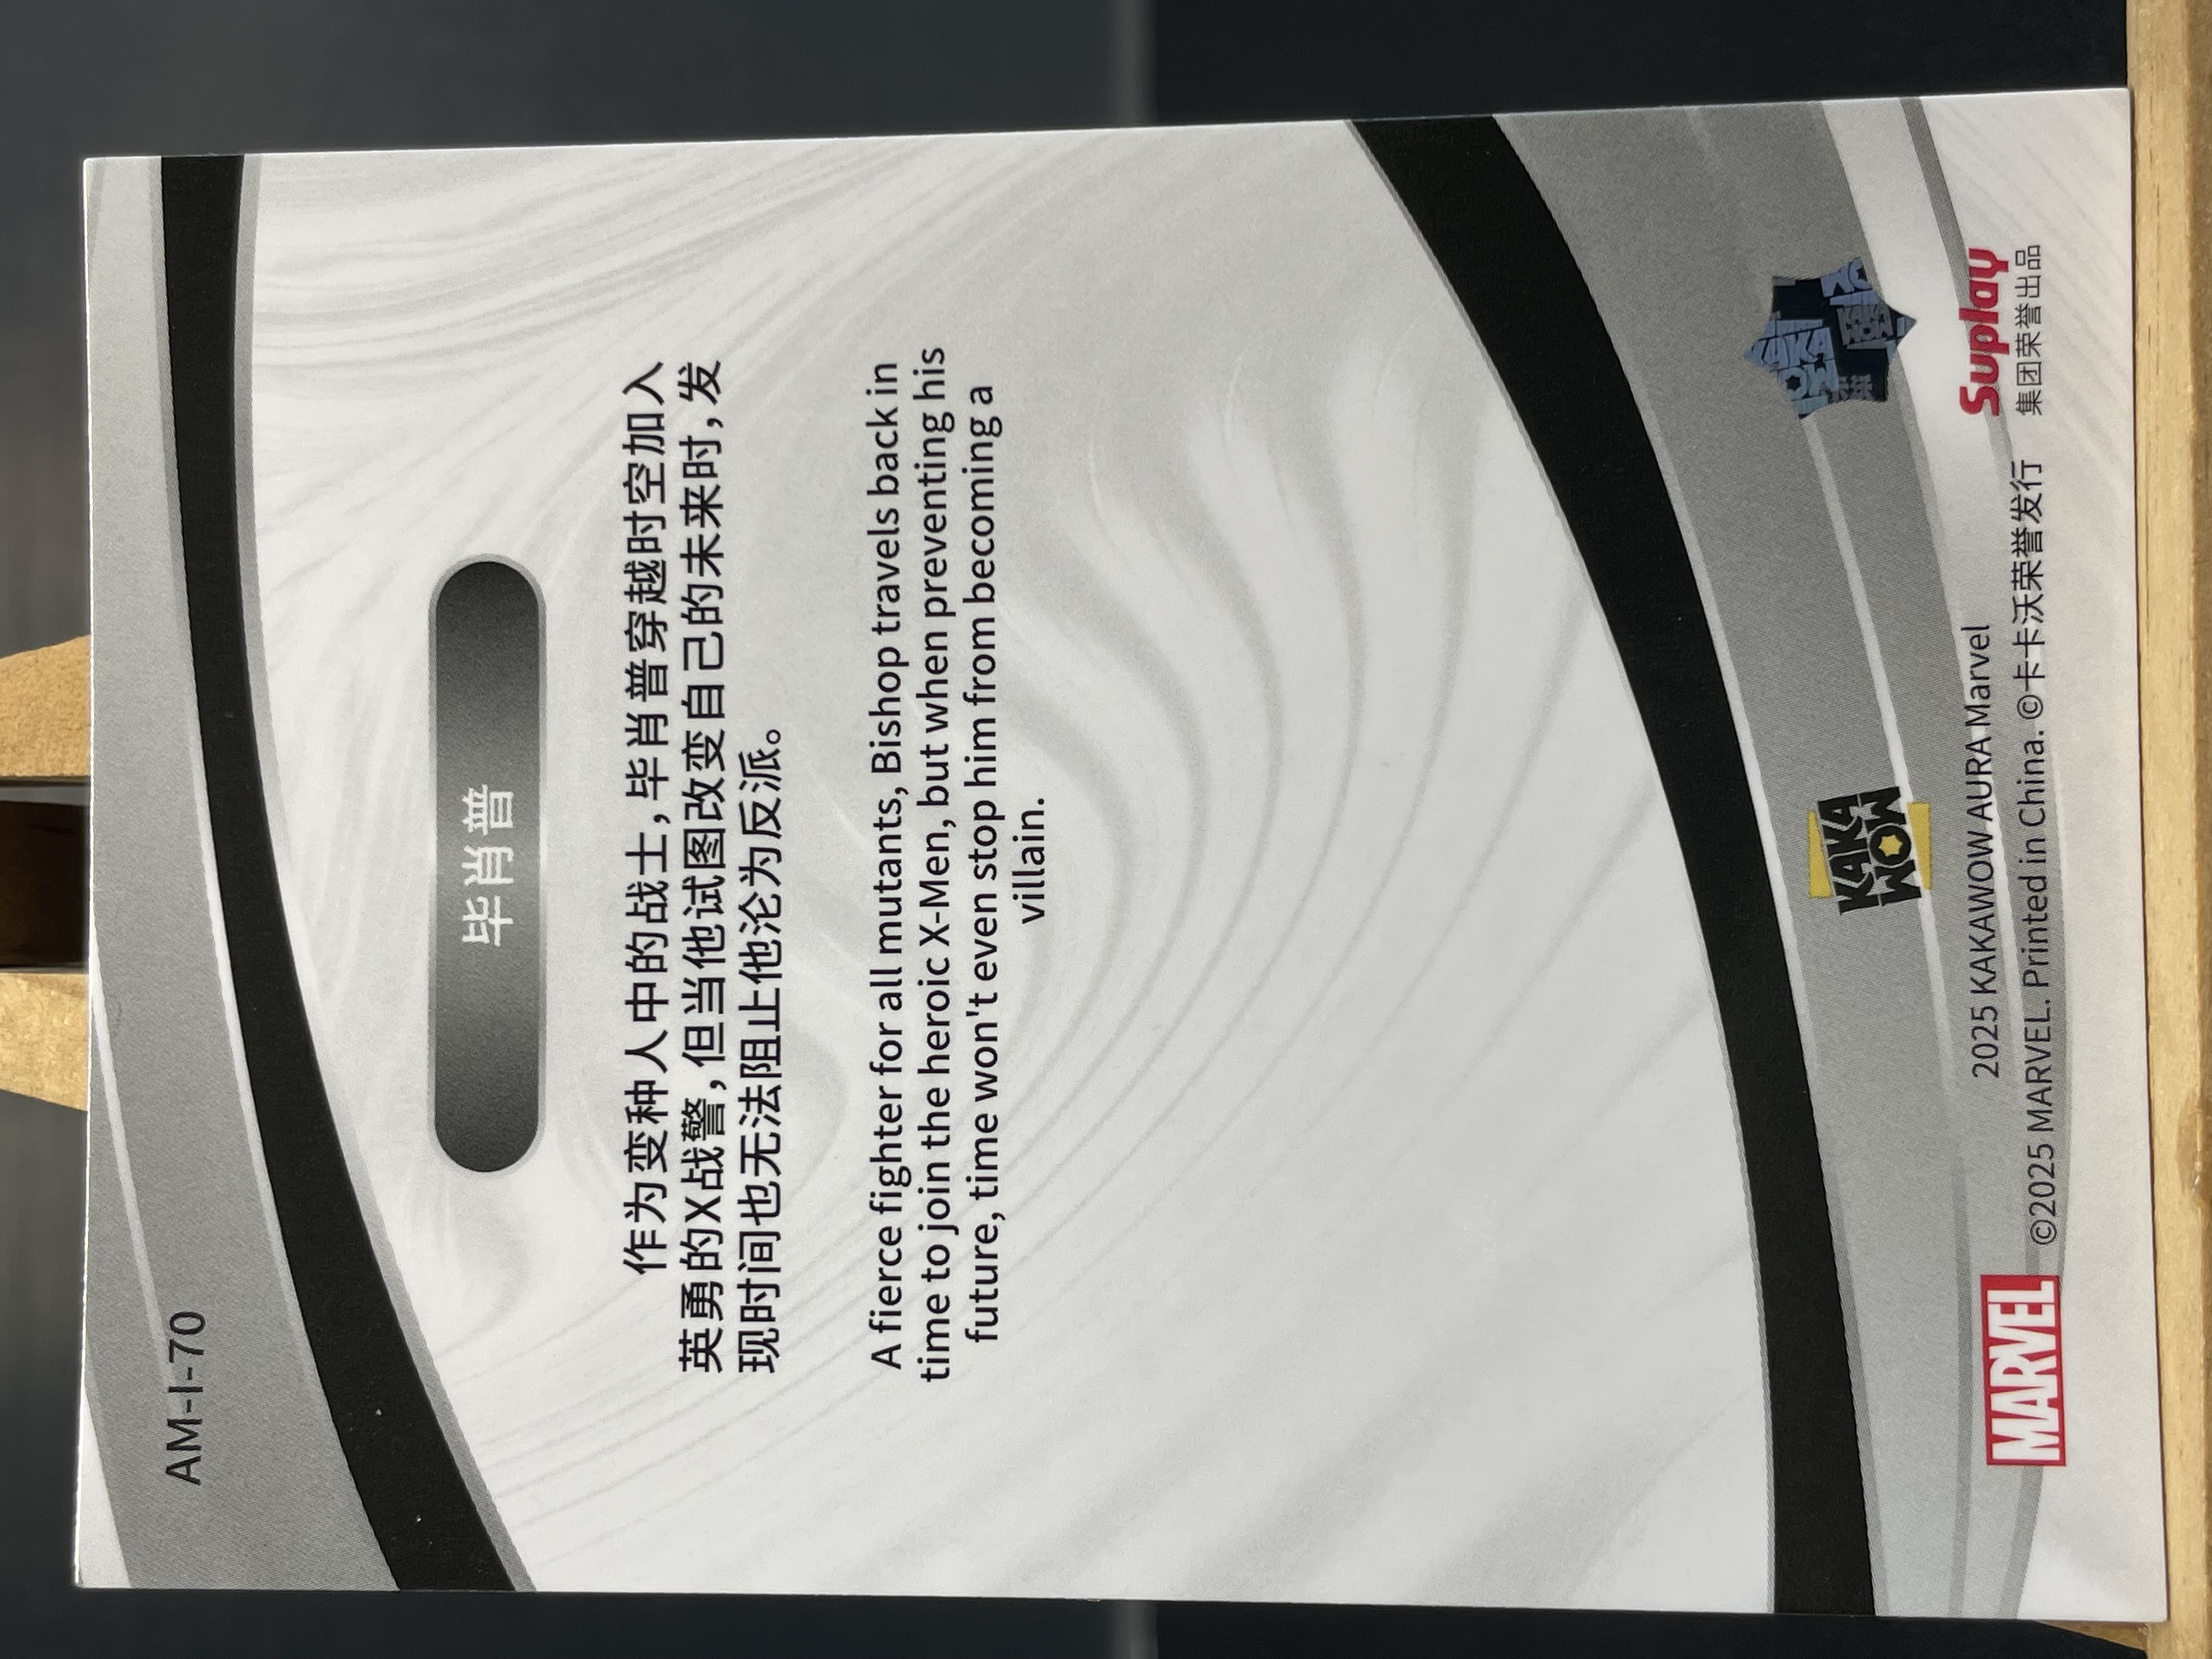 AM-I-70
毕肖普
作为变种人中的战士,毕肖普穿越时空加入
英勇的X战警,但当他试图改变自己的未来时,发
现时间也无法阻止他沦为反派。
A fierce fighter for all mutants, Bishop travels back in
time to join the heroic X-Men, but when preventing his
future, time won't even stop him from becoming a
villain.
KAKA
WOW
2025 KAKAWOW AURA Marvel
MARVEL
©2025 MARVEL. Printed in China. ©卡卡沃荣誉发行
Suplay
集团荣誉出品